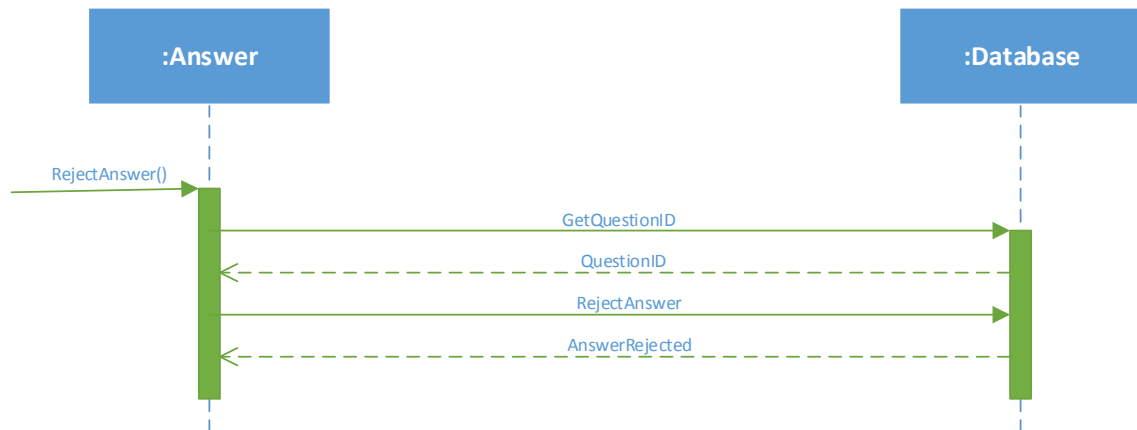 :Answer
:Database
RejectAnswer()
GetQuestionID
QuestionID
RejectAnswer
AnswerRejected